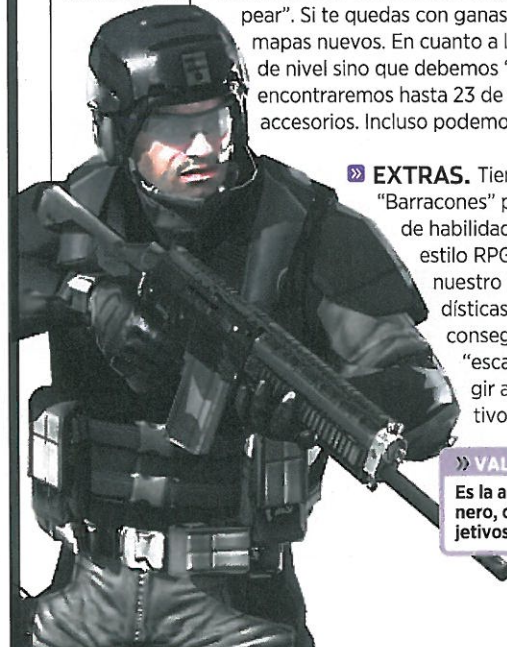 pear”. Si te quedas con ganas
mapas nuevos. En cuanto a l
de nivel sino que debemos “
encontraremos hasta 23 de
accesorios. Incluso podemo
» EXTRAS. Tien
“Barracones” p
de habilidad
estilo RPG
nuestro
dísticas
conseg
“esca
gir a
tivo
» VAL
Es la a
nero, c
jetivos